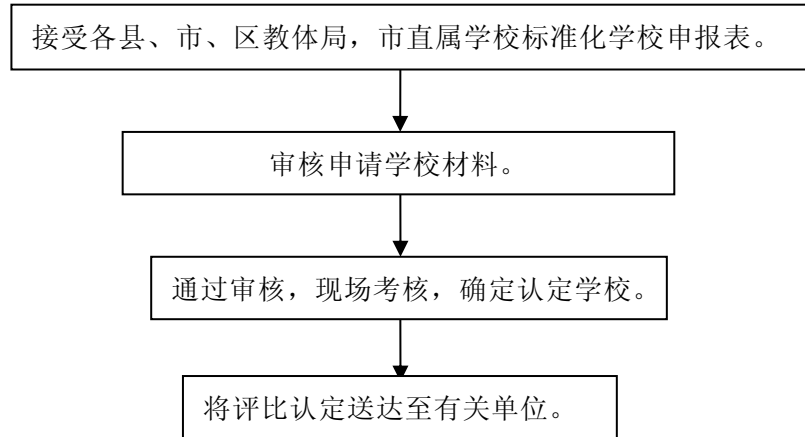 接受各县、市、区教体局，市直属学校标准化学校申报表。
审核申请学校材料。
通过审核，现场考核，确定认定学校。
将评比认定送达至有关单位。